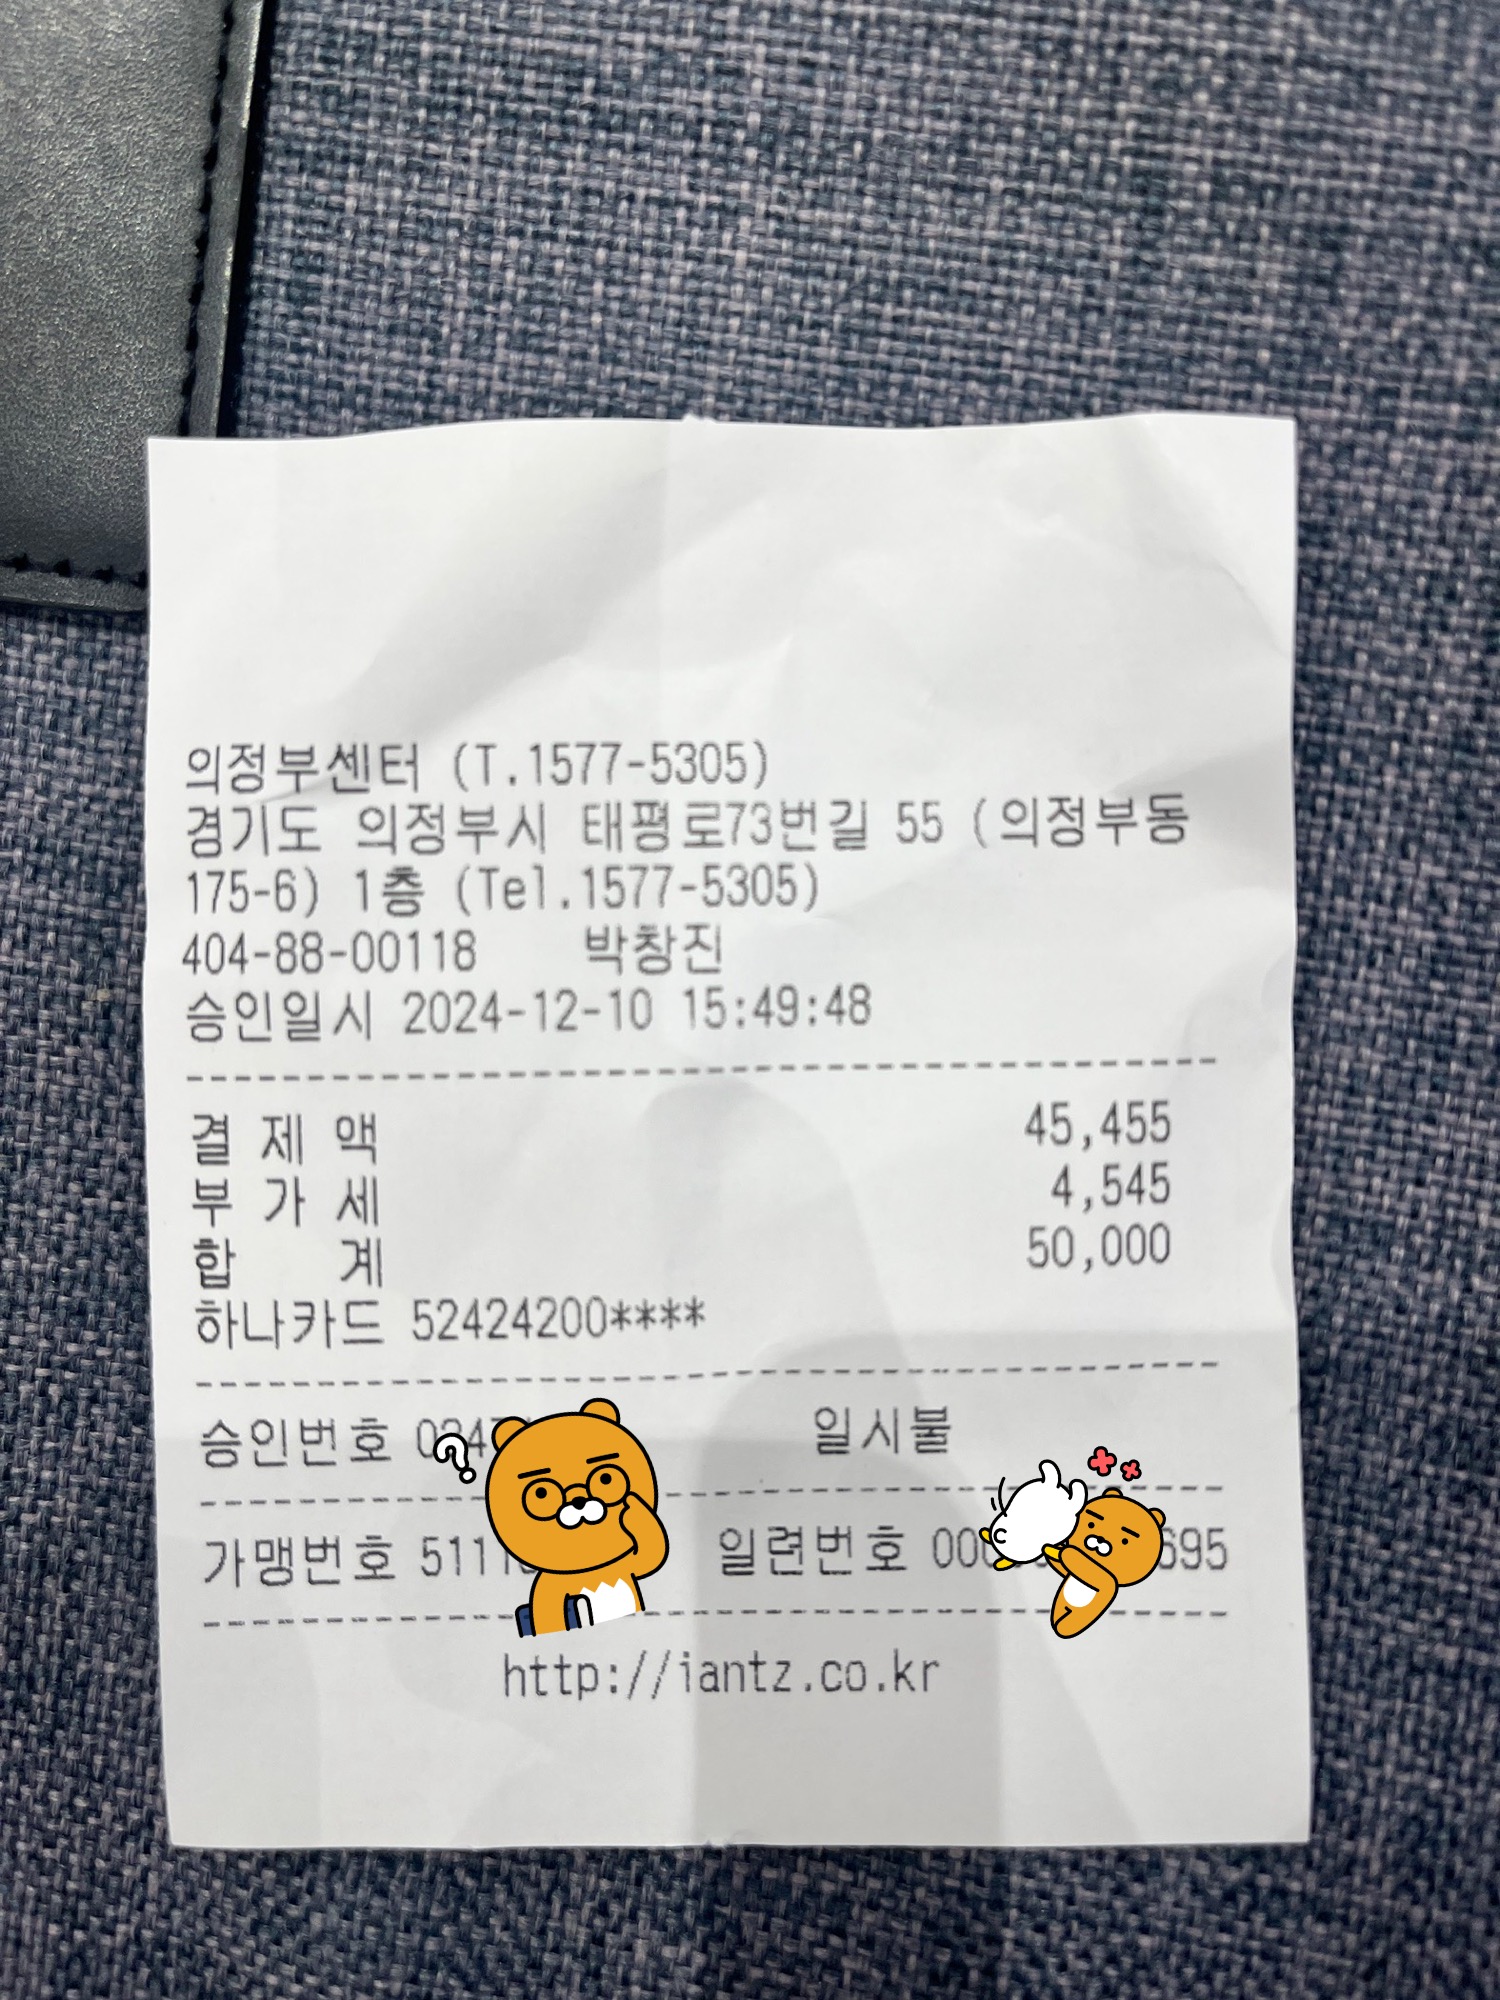 의정부센터 (T.1577-5305)
경기도 의정부시 태평로73번길 55 (의정부동
175-6) 1층 (Tel.1577-5305)
404-88-00118 박창진
승인일시 2024-12-10 15:49:48
결 제 액 45,455
부 가 세 4,545
합 계 50,000
하나카드 52424200****
승인번호 일시불
가맹번호 일련번호
http://iantz.co.kr